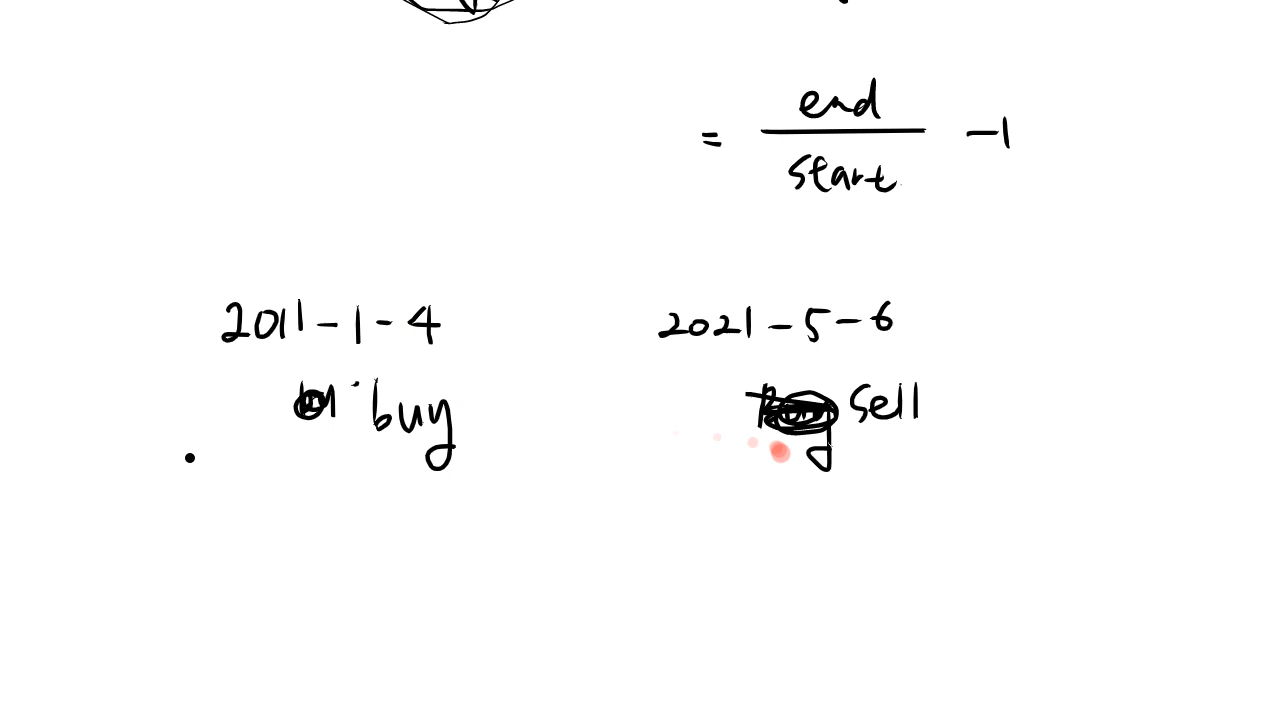 = end / start -1
2011-1-4 2021-5-6
buy sell